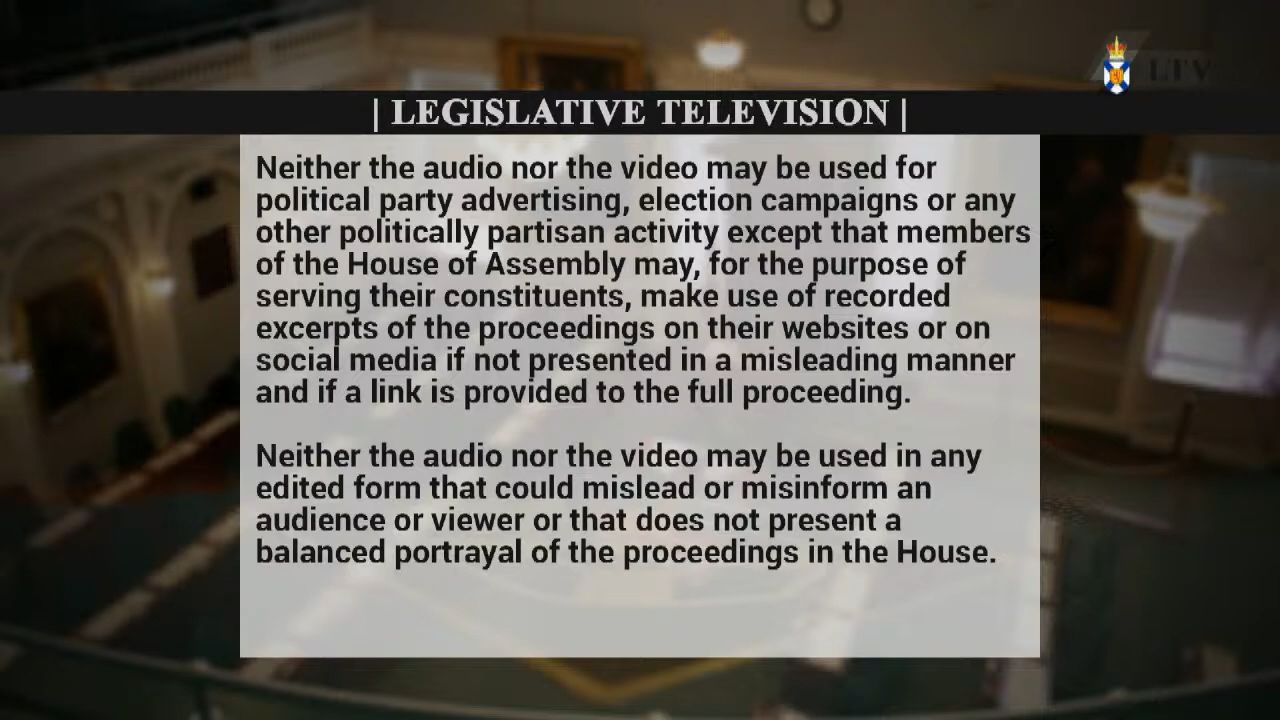 LTV
| LEGISLATIVE TELEVISION |
Neither the audio nor the video may be used for
political party advertising, election campaigns or any
other politically partisan activity except that members
of the House of Assembly may, for the purpose of
serving their constituents, make use of recorded
excerpts of the proceedings on their websites or on
social media if not presented in a misleading manner
and if a link is provided to the full proceeding.
Neither the audio nor the video may be used in any
edited form that could mislead or misinform an
audience or viewer or that does not present a
balanced portrayal of the proceedings in the House.